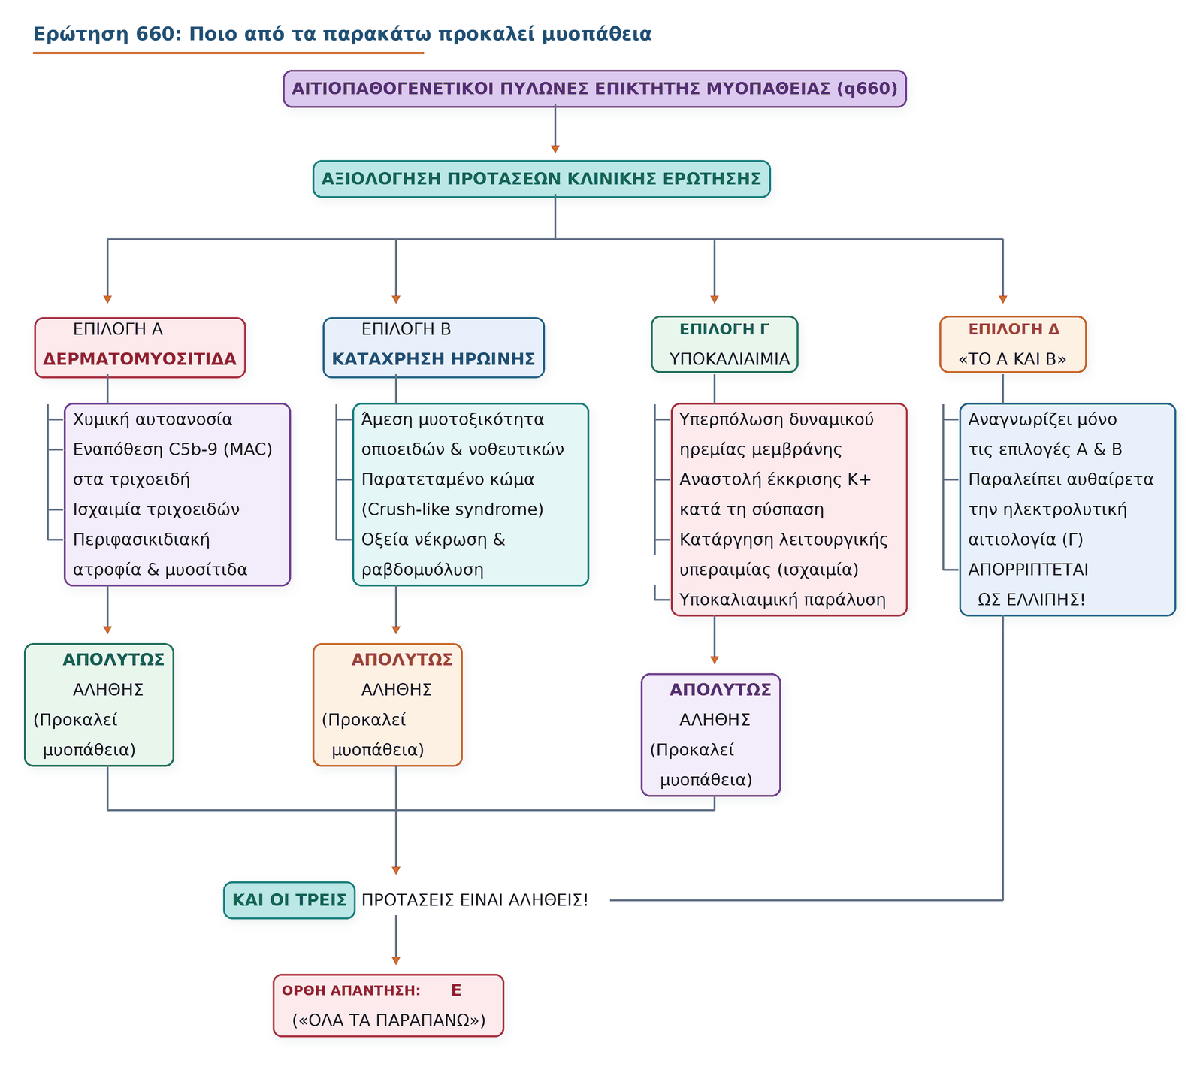 Ερώτηση 660: Ποιο από τα παρακάτω προκαλεί μυοπάθεια
ΑΙΤΙΟΠΑΘΟΓΕΝΕΤΙΚΟΙ ΠΥΛΩΝΕΣ ΕΠΙΚΤΗΤΗΣ ΜΥΟΠΑΘΕΙΑΣ (q660)
ΑΞΙΟΛΟΓΗΣΗ ΠΡΟΤΑΣΕΩΝ ΚΛΙΝΙΚΗΣ ΕΡΩΤΗΣΗΣ
ΕΠΙΛΟΓΗ Α
ΔΕΡΜΑΤΟΜΥΟΣΙΤΙΔΑ
Χυμική αυτοανοσία
Εναπόθεση C5b-9 (MAC)
στα τριχοειδή
Ισχαιμία τριχοειδών
Περιφασικιδιακή
ατροφία & μυοσίτιδα
ΑΠΟΛΥΤΩΣ
ΑΛΗΘΗΣ
(Προκαλεί
μυοπάθεια)
ΕΠΙΛΟΓΗ Β
ΚΑΤΑΧΡΗΣΗ ΗΡΩΙΝΗΣ
Άμεση μυοτοξικότητα
οπιοειδών & νοθευτικών
Παρατεταμένο κώμα
(Crush-like syndrome)
Οξεία νέκρωση &
ραβδομυόλυση
ΑΠΟΛΥΤΩΣ
ΑΛΗΘΗΣ
(Προκαλεί
μυοπάθεια)
ΕΠΙΛΟΓΗ Γ
ΥΠΟΚΑΛΙΑΙΜΙΑ
Υπερπόλωση δυναμικού
ηρεμίας μεμβράνης
Αναστολή έκκρισης K+
κατά τη σύσπαση
Κατάργηση λειτουργικής
υπεραιμίας (ισχαιμία)
Υποκαλιαιμική παράλυση
ΑΠΟΛΥΤΩΣ
ΑΛΗΘΗΣ
(Προκαλεί
μυοπάθεια)
ΕΠΙΛΟΓΗ Δ
«ΤΟ Α ΚΑΙ Β»
Αναγνωρίζει μόνο
τις επιλογές Α & Β
Παραλείπει αυθαίρετα
την ηλεκτρολυτική
αιτιολογία (Γ)
ΑΠΟΡΡΙΠΤΕΤΑΙ
ΩΣ ΕΛΛΙΠΗΣ!
ΚΑΙ ΟΙ ΤΡΕΙΣ ΠΡΟΤΑΣΕΙΣ ΕΙΝΑΙ ΑΛΗΘΕΙΣ!
ΟΡΘΗ ΑΠΑΝΤΗΣΗ: Ε
(«ΟΛΑ ΤΑ ΠΑΡΑΠΑΝΩ»)